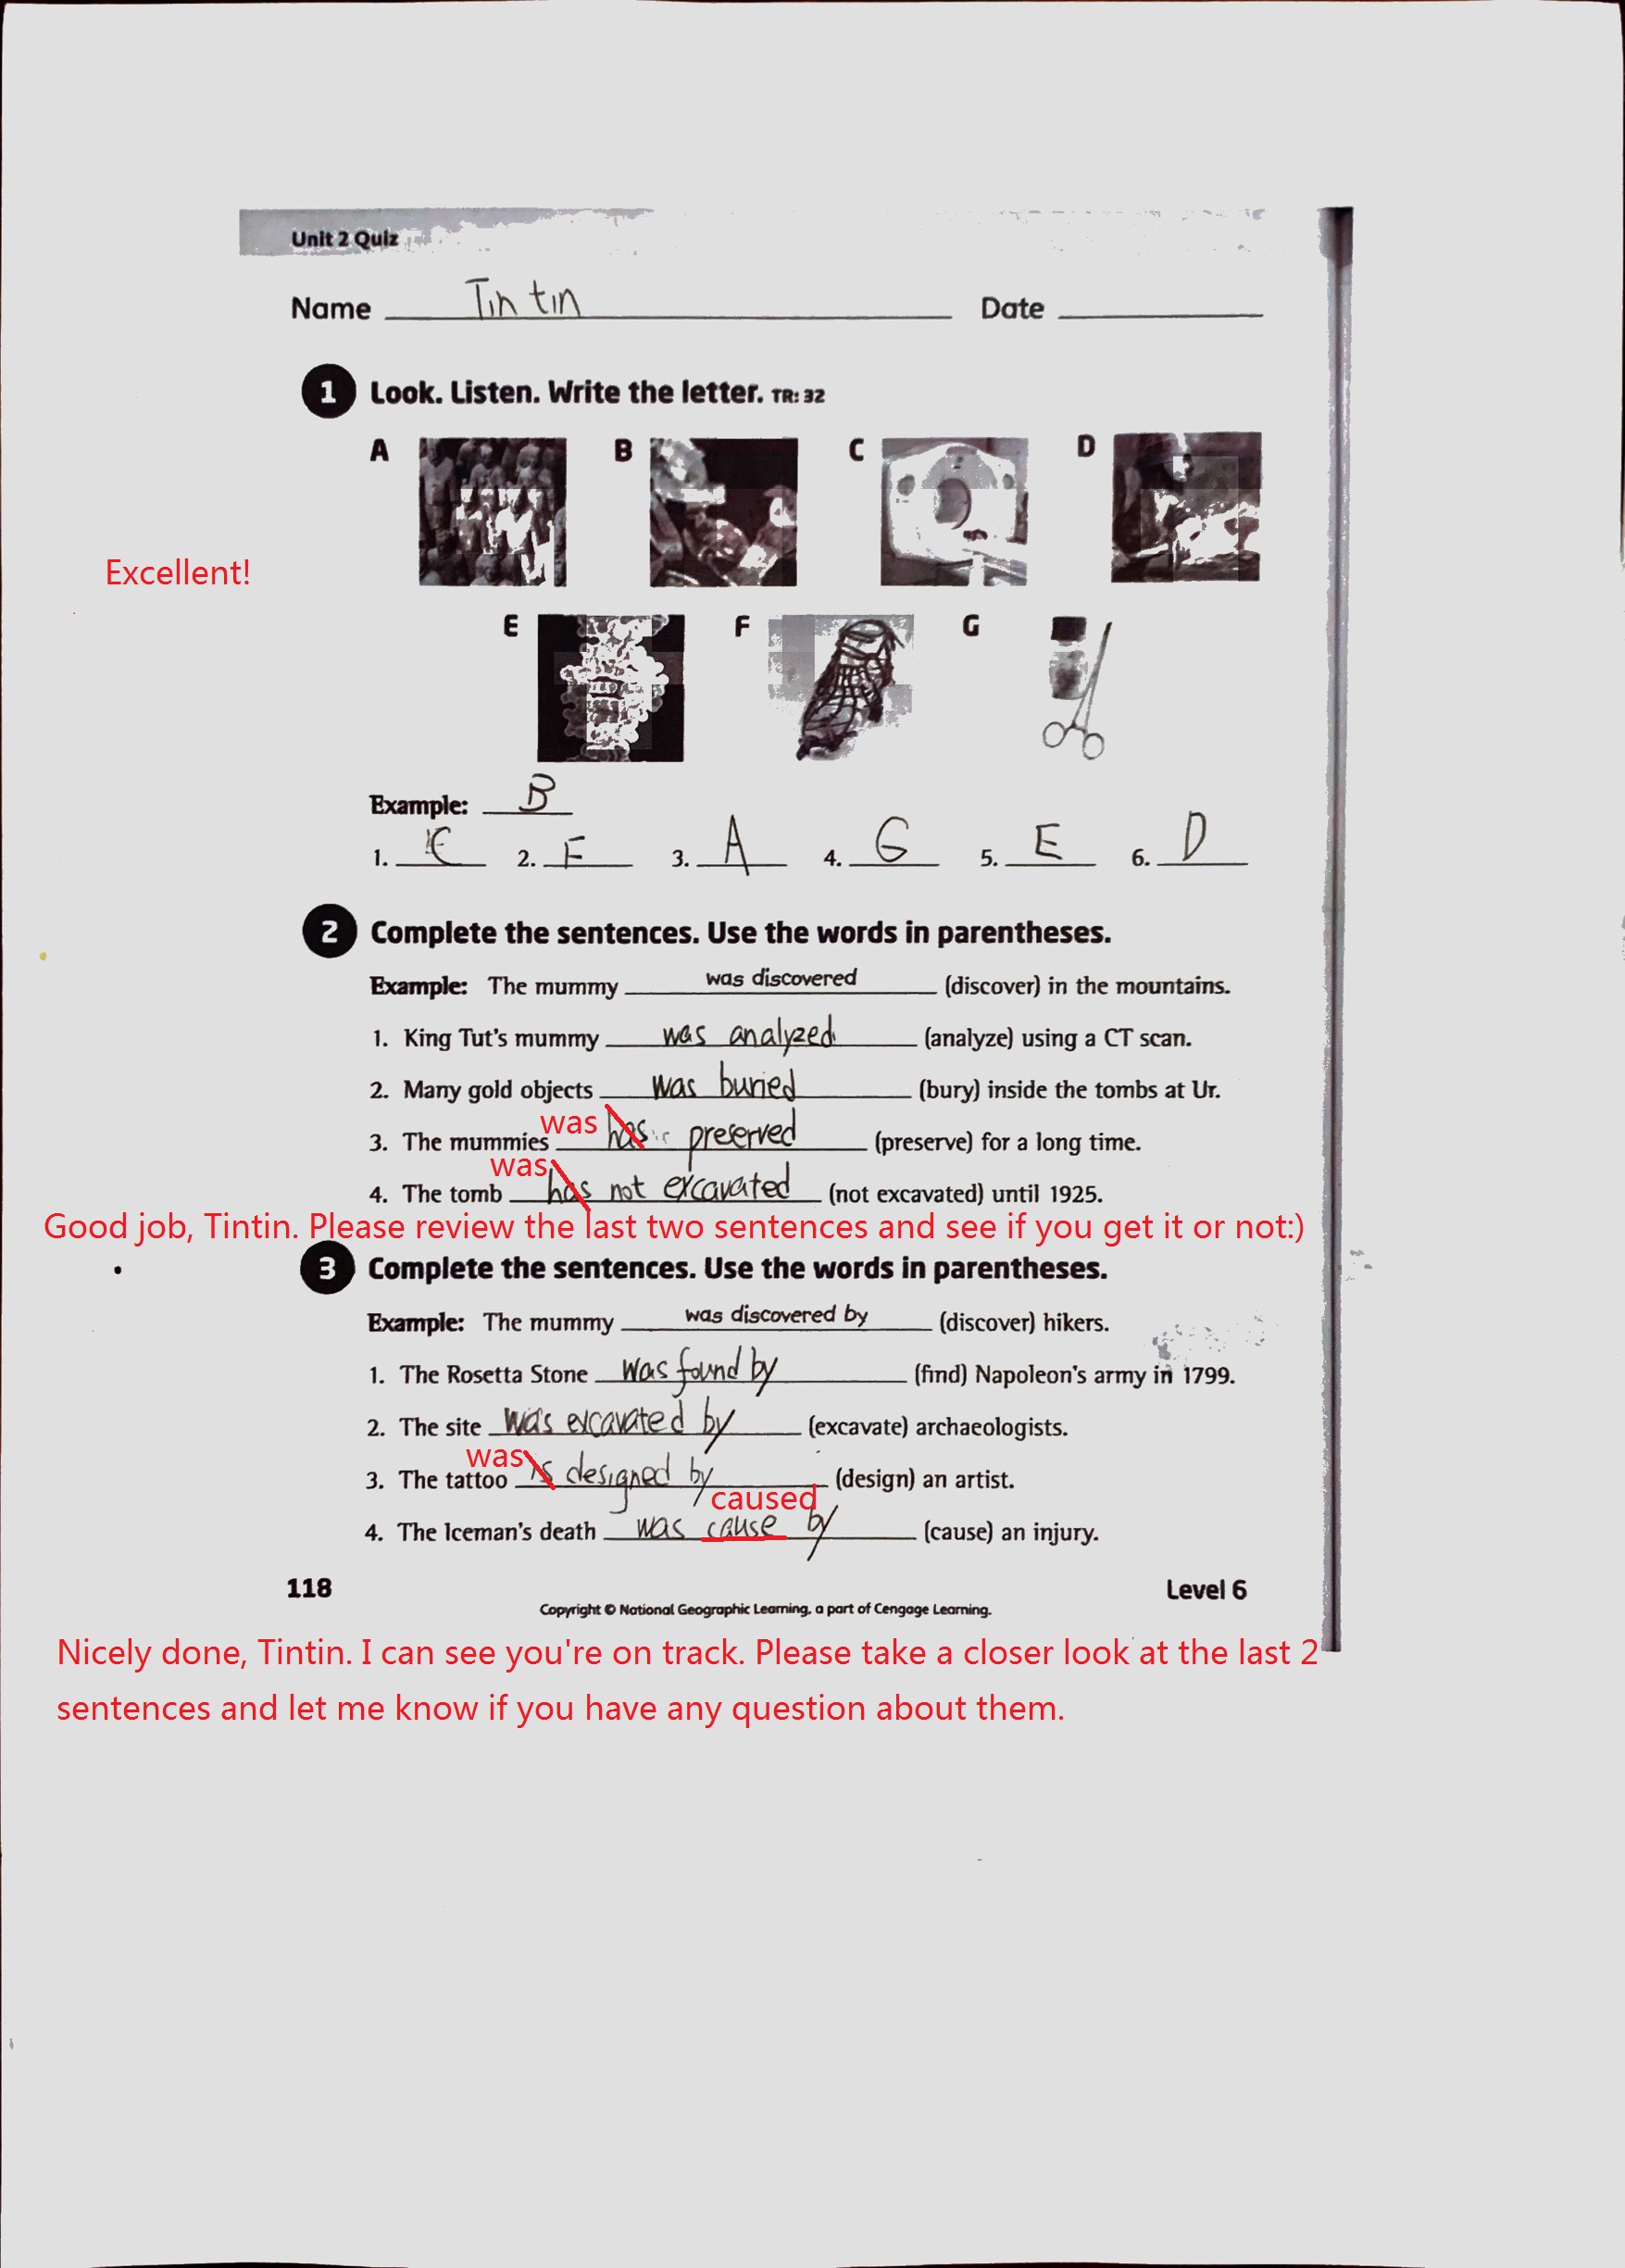 Unit 2 Quiz
Name Tintin Date
1 Look. Listen. Write the letter. TR: 32
A B C D
Excellent!
E F G
Example: B
1. C 2. F 3. A 4. G 5. E 6. D
2 Complete the sentences. Use the words in parentheses.
Example: The mummy was discovered (discover) in the mountains.
1. King Tut's mummy was analyzed (analyze) using a CT scan.
2. Many gold objects was buried (bury) inside the tombs at Ur.
was
3. The mummies has preserved (preserve) for a long time.
was
4. The tomb has not excavated (not excavated) until 1925.
Good job, Tintin. Please review the last two sentences and see if you get it or not:)
3 Complete the sentences. Use the words in parentheses.
Example: The mummy was discovered by (discover) hikers.
1. The Rosetta Stone was found by (find) Napoleon's army in 1799.
2. The site was excavated by (excavate) archaeologists.
was
3. The tattoo is designed by (design) an artist.
caused
4. The Iceman's death was cause by (cause) an injury.
118 Level 6
Copyright © National Geographic Learning, a part of Cengage Learning.
Nicely done, Tintin. I can see you're on track. Please take a closer look at the last 2
sentences and let me know if you have any question about them.